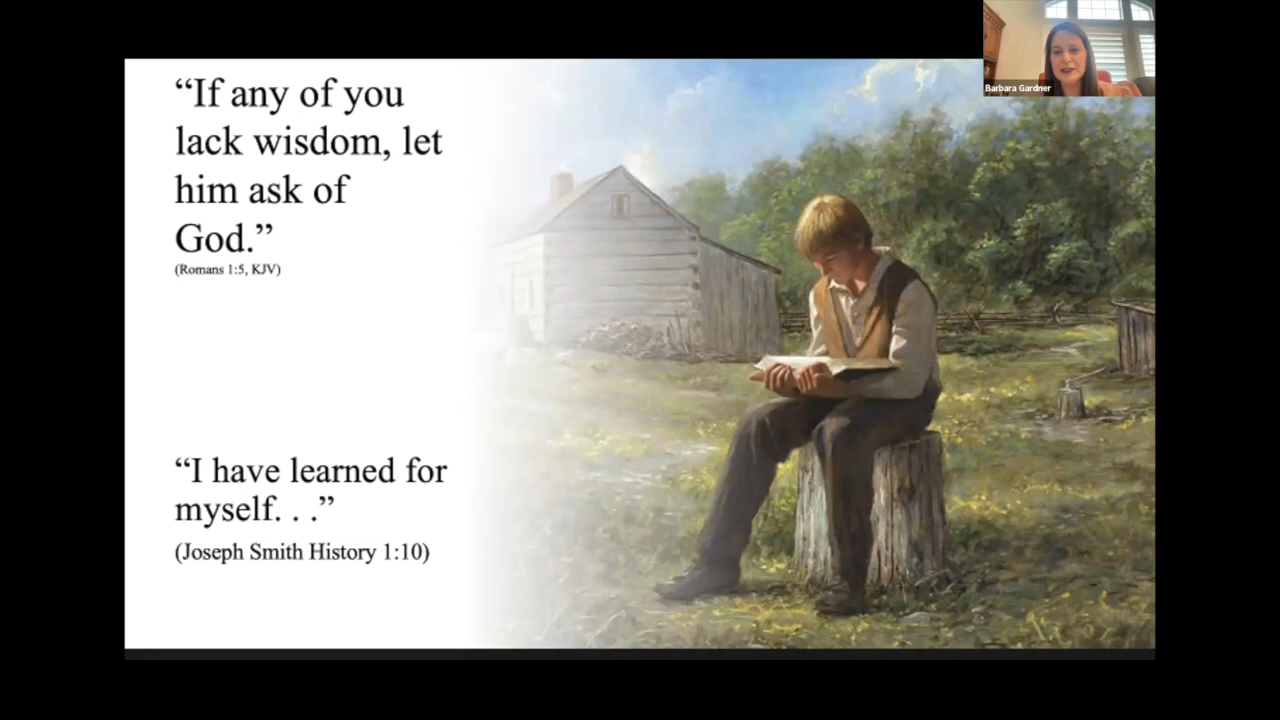 “If any of you
lack wisdom, let
him ask of
God.”
(Romans 1:5, KJV)
“I have learned for
myself. . .”
(Joseph Smith History 1:10)
Barbara Gardner